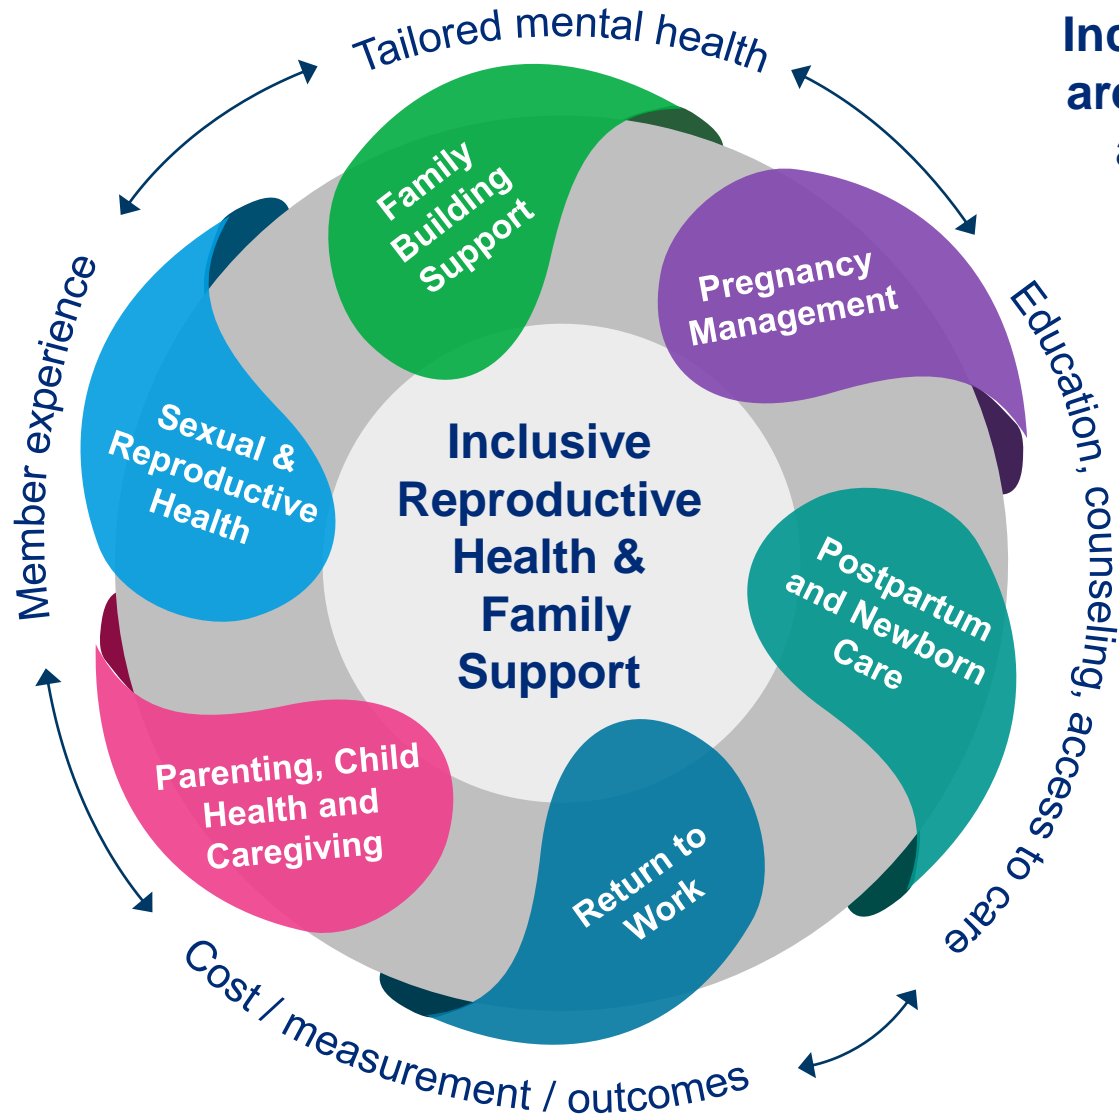 Tailored mental health
Inc
are
a
Family
Building
Support
Pregnancy
Management
Member experience
Education, counseling, access to care
Sexual &
Reproductive
Health
Inclusive
Reproductive
Health &
Family
Support
Postpartum
and Newborn
Care
Parenting, Child
Health and
Caregiving
Return to
Work
Cost / measurement / outcomes